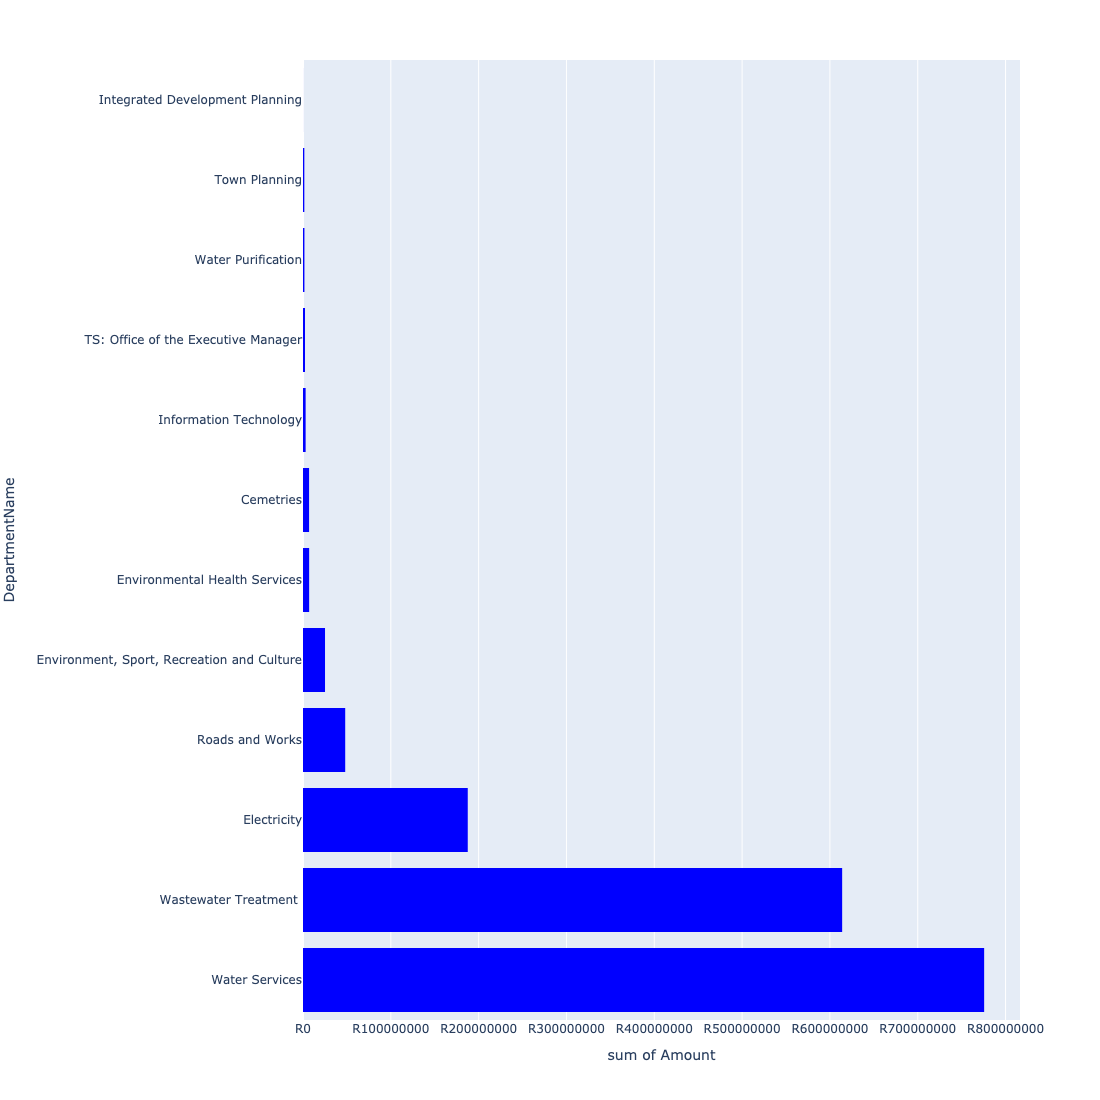 Integrated Development Planning
Town Planning
Water Purification
TS: Office of the Executive Manager
Information Technology
Cemetries
Environmental Health Services
Environment, Sport, Recreation and Culture
Roads and Works
Electricity
Wastewater Treatment
Water Services
DepartmentName
R0 R100000000 R200000000 R300000000 R400000000 R500000000 R600000000 R700000000 R800000000
sum of Amount